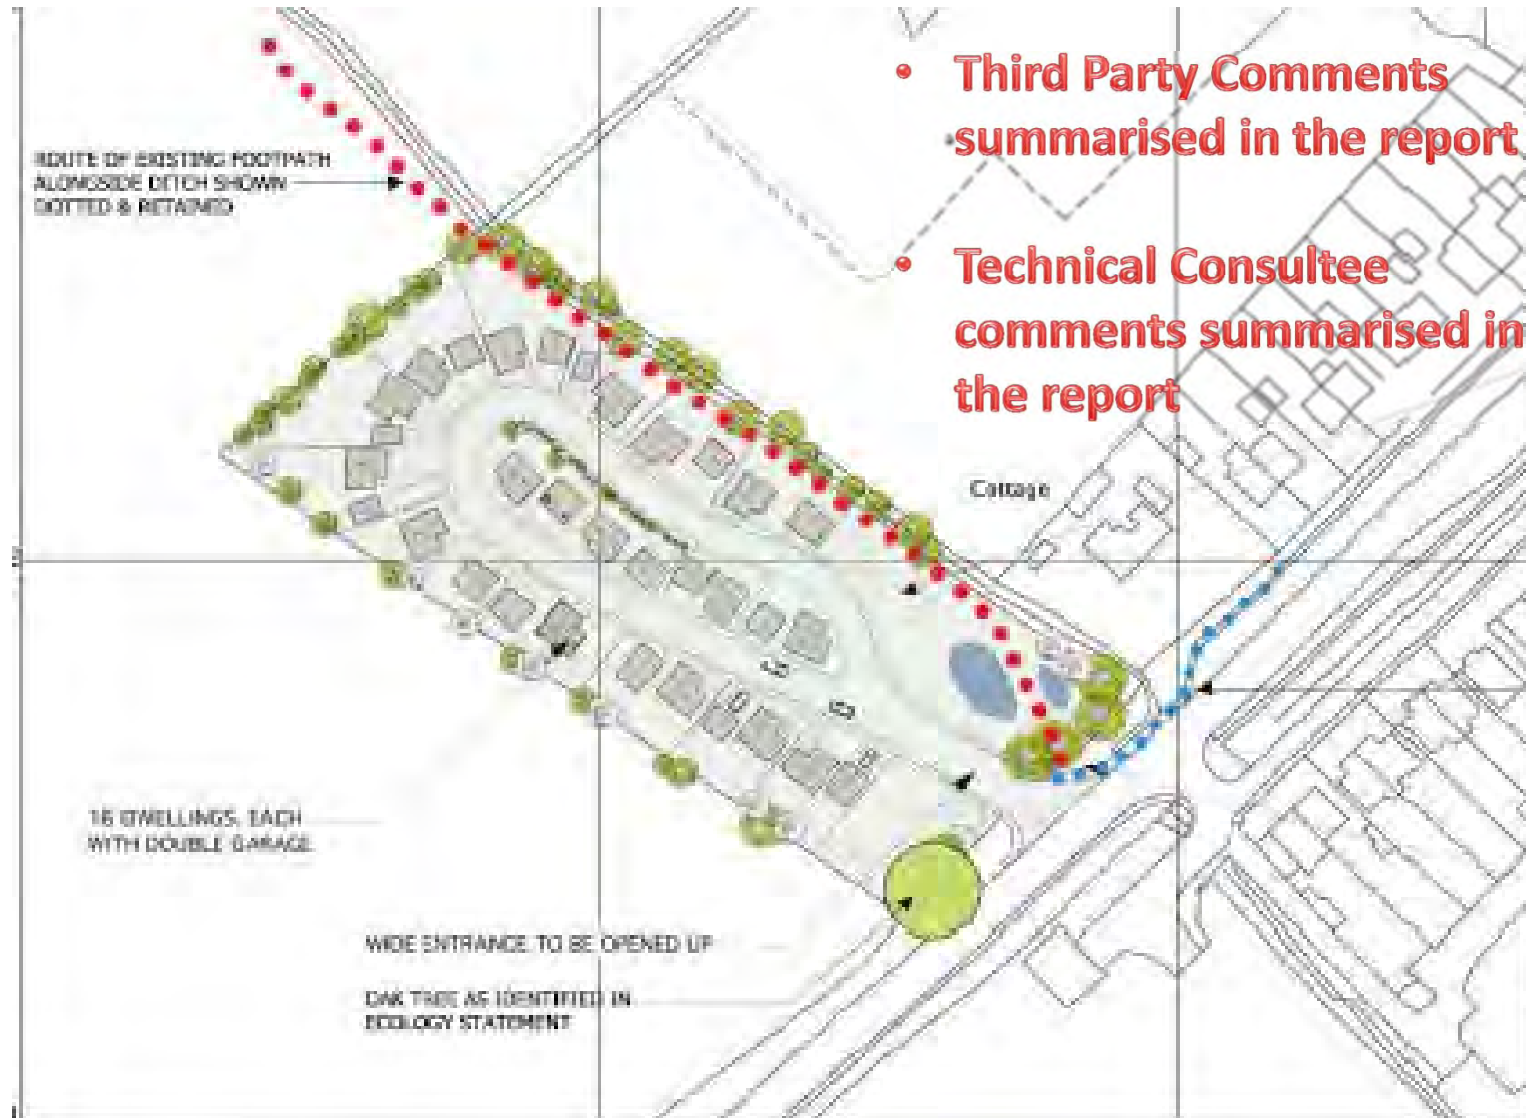 • Third Party Comments
summarised in the report
• Technical Consultee
comments summarised in
the report
ROUTE OF EXISTING FOOTPATH
ALONGSIDE DITCH SHOWN
DOTTED & RETAINED
Cottage
16 DWELLINGS, EACH
WITH DOUBLE GARAGE
WIDE ENTRANCE TO BE OPENED UP
OAK TREE AS IDENTIFIED IN
ECOLOGY STATEMENT